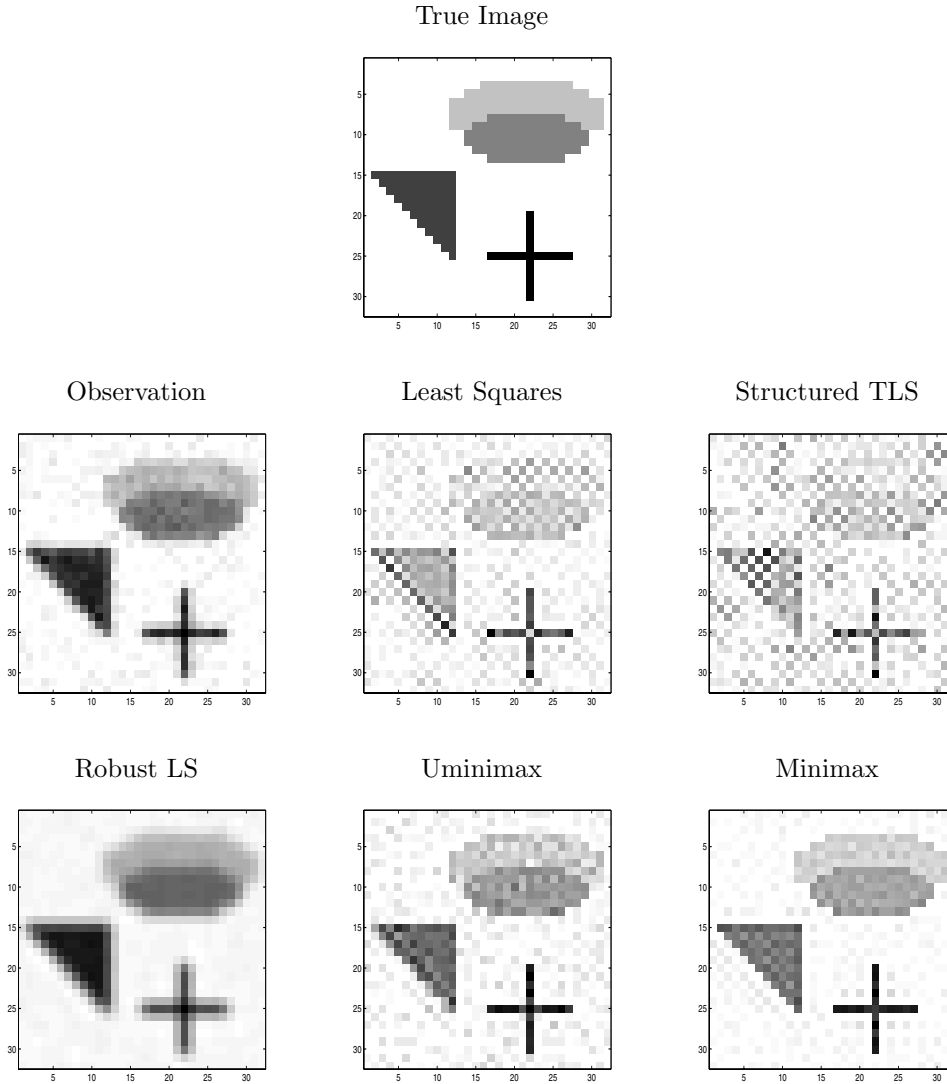 True Image
5
10
15
20
25
30
5 10 15 20 25 30
Observation Least Squares Structured TLS
5 5 5
10 10 10
15 15 15
20 20 20
25 25 25
30 30 30
5 10 15 20 25 30 5 10 15 20 25 30 5 10 15 20 25 30
Robust LS Uminimax Minimax
5 5 5
10 10 10
15 15 15
20 20 20
25 25 25
30 30 30
5 10 15 20 25 30 5 10 15 20 25 30 5 10 15 20 25 30